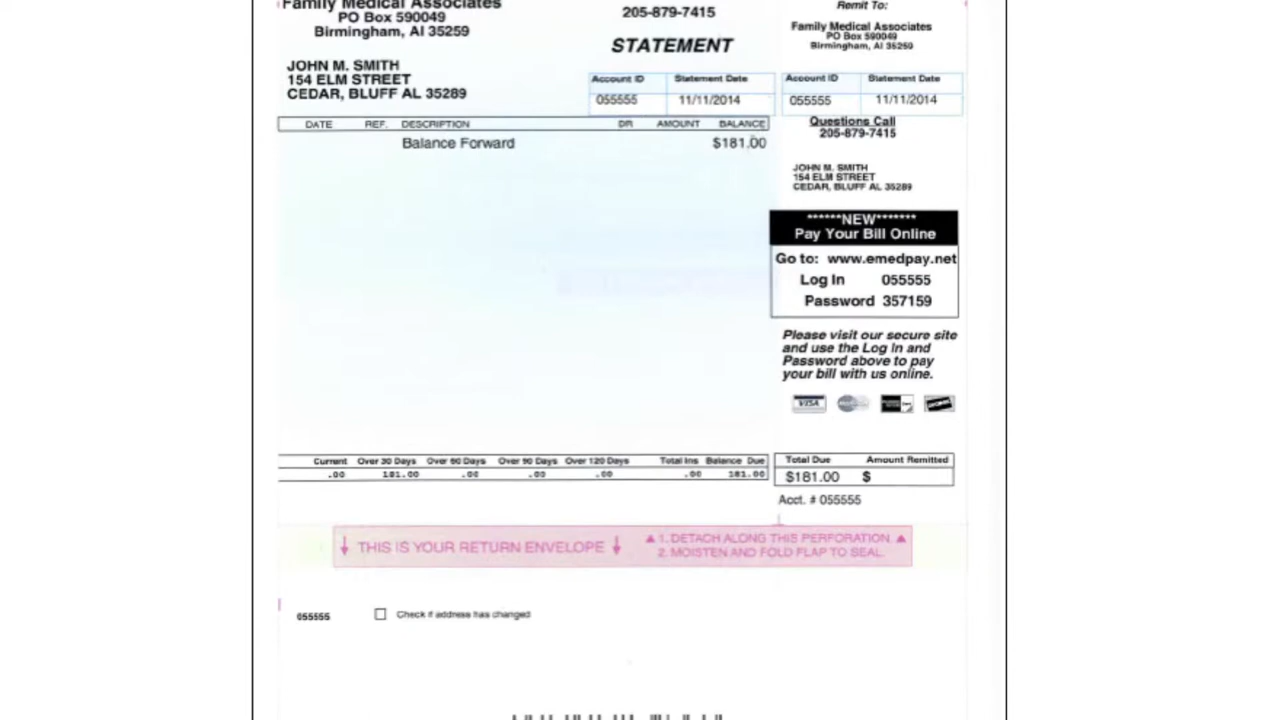 Family Medical Associates
PO Box 590049
Birmingham, Al 35259
205-879-7415
STATEMENT
Remit To:
Family Medical Associates
PO Box 590049
Birmingham, Al 35259
JOHN M. SMITH
154 ELM STREET
CEDAR, BLUFF AL 35289
Account ID Statement Date
055555 11/11/2014
Account ID Statement Date
055555 11/11/2014
DATE REF. DESCRIPTION DR AMOUNT BALANCE
Balance Forward $181.00
Questions Call
205-879-7415
JOHN M. SMITH
154 ELM STREET
CEDAR, BLUFF AL 35289
******NEW*******
Pay Your Bill Online
Go to: www.emedpay.net
Log In 055555
Password 357159
Please visit our secure site
and use the Log In and
Password above to pay
your bill with us online.
VISA
Current Over 30 Days Over 60 Days Over 90 Days Over 120 Days Total Ins Balance Due
.00 181.00 .00 .00 .00 .00 181.00
Total Due Amount Remitted
$181.00 $
Acct. # 055555
THIS IS YOUR RETURN ENVELOPE
1. DETACH ALONG THIS PERFORATION.
2. MOISTEN AND FOLD FLAP TO SEAL.
055555 Check if address has changed